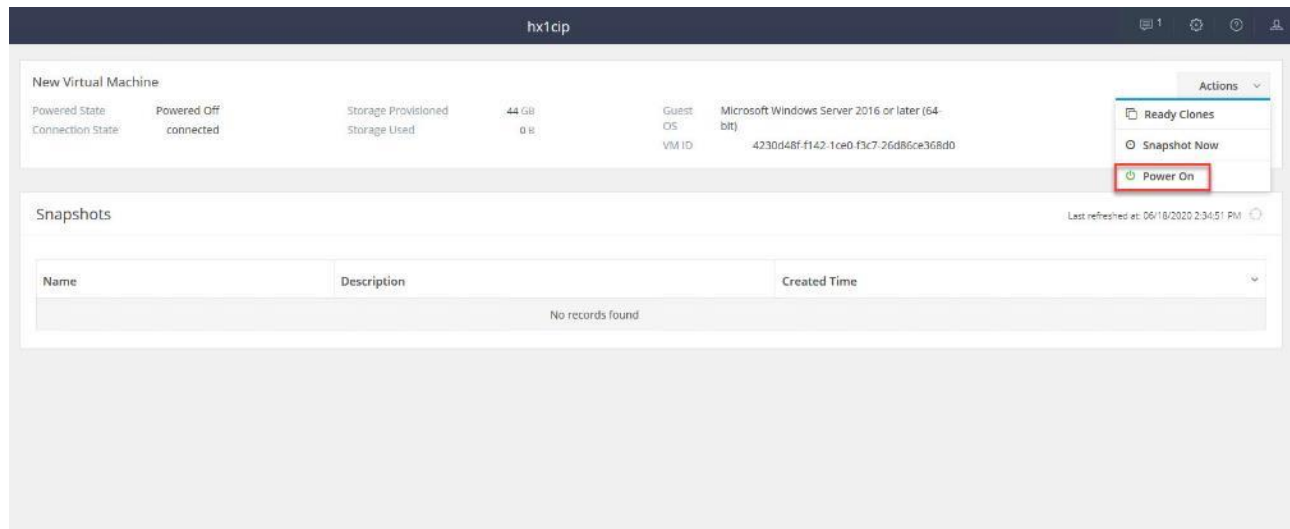 hx1cip
1
New Virtual Machine
Actions
Powered State Powered Off Storage Provisioned 44 GB Guest OS Microsoft Windows Server 2016 or later (64-bit)
Connection State connected Storage Used 0 B
VM ID 4230d48f-f142-1ce0-f3c7-26d86ce368d0
Ready Clones
Snapshot Now
Power On
Snapshots
Last refreshed at: 06/18/2020 2:34:51 PM
Name Description Created Time
No records found